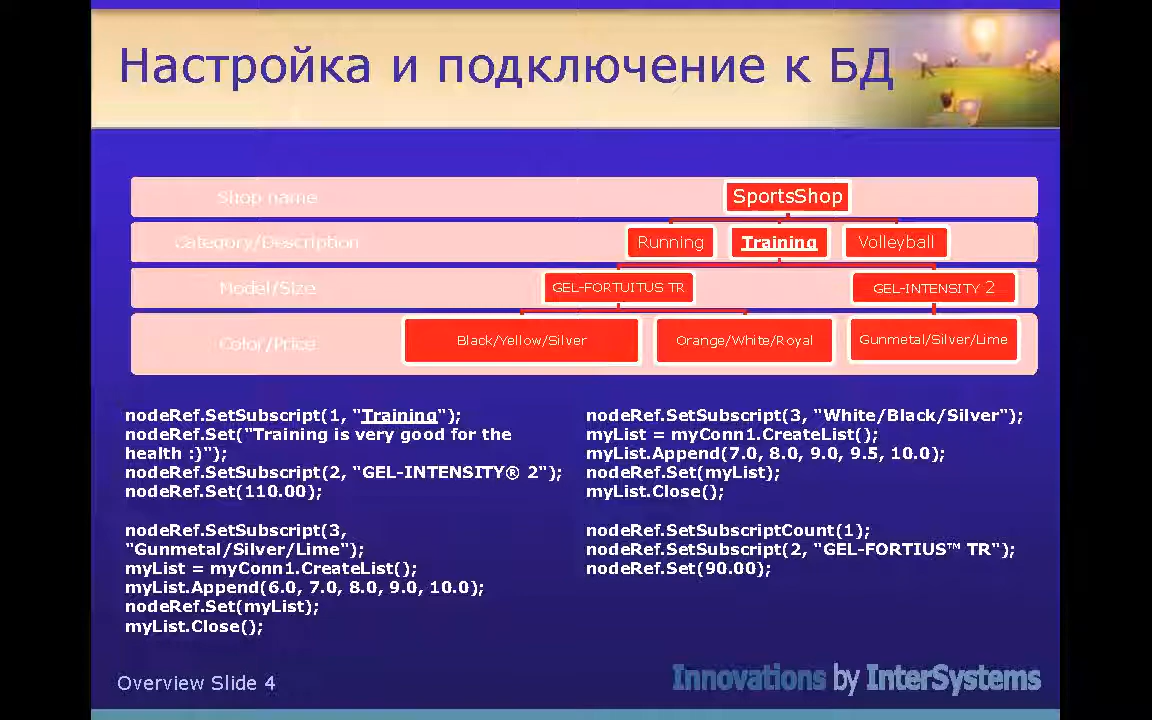 Настройка и подключение к БД
Shop name
SportsShop
Category/Description
Running
Training
Volleyball
Model/Size
GEL-FORTUITUS TR
GEL-INTENSITY 2
Color/Price
Black/Yellow/Silver
Orange/White/Royal
Gunmetal/Silver/Lime
nodeRef.SetSubscript(1, "Training");
nodeRef.Set("Training is very good for the
health :)");
nodeRef.SetSubscript(2, "GEL-INTENSITY® 2");
nodeRef.Set(110.00);
nodeRef.SetSubscript(3,
"Gunmetal/Silver/Lime");
myList = myConn1.CreateList();
myList.Append(6.0, 7.0, 8.0, 9.0, 10.0);
nodeRef.Set(myList);
myList.Close();
nodeRef.SetSubscript(3, "White/Black/Silver");
myList = myConn1.CreateList();
myList.Append(7.0, 8.0, 9.0, 9.5, 10.0);
nodeRef.Set(myList);
myList.Close();
nodeRef.SetSubscriptCount(1);
nodeRef.SetSubscript(2, "GEL-FORTIUS™ TR");
nodeRef.Set(90.00);
Overview Slide 4
Innovations by InterSystems